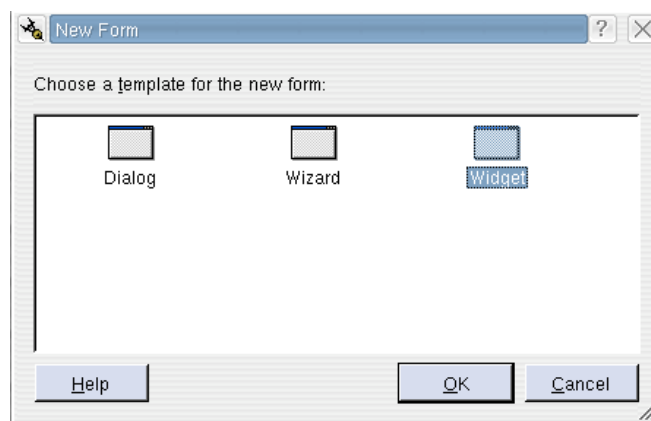 New Form
?
Choose a template for the new form:
Dialog Wizard Widget
Help OK Cancel